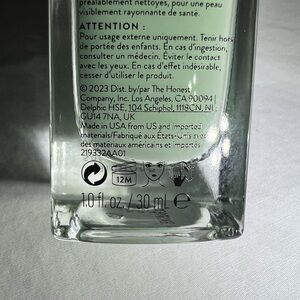 préalablement nettoyés, pour une peau
visiblement rayonnante de santé.
ATTENTION :
Pour usage externe uniquement. Tenir hors
de portée des enfants. En cas d'ingestion,
consulter un médecin. Éviter le contact
avec les yeux. En cas d'effet indésirable,
cesser d'utiliser le produit.
© 2023 Dist. by/par The Honest
Company, Inc. Los Angeles, CA 90094
Delphic HSE, 104 Schiphol, 1118CN, NL
GU14 7NA, UK
Made in USA from US and imported
materials/Fabriqué aux États-Unis à
des matériaux américains et importés
219332AA01
12M
1.0 fl. oz. / 30 mL e